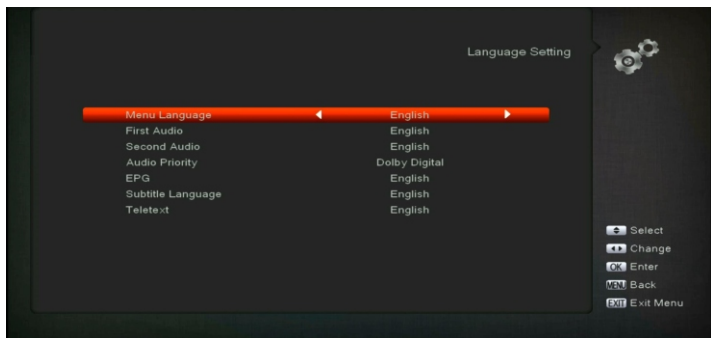 Language Setting
Menu Language English
First Audio English
Second Audio English
Audio Priority Dolby Digital
EPG English
Subtitle Language English
Teletext English
Select
Change
OK Enter
MENU Back
EXIT Exit Menu